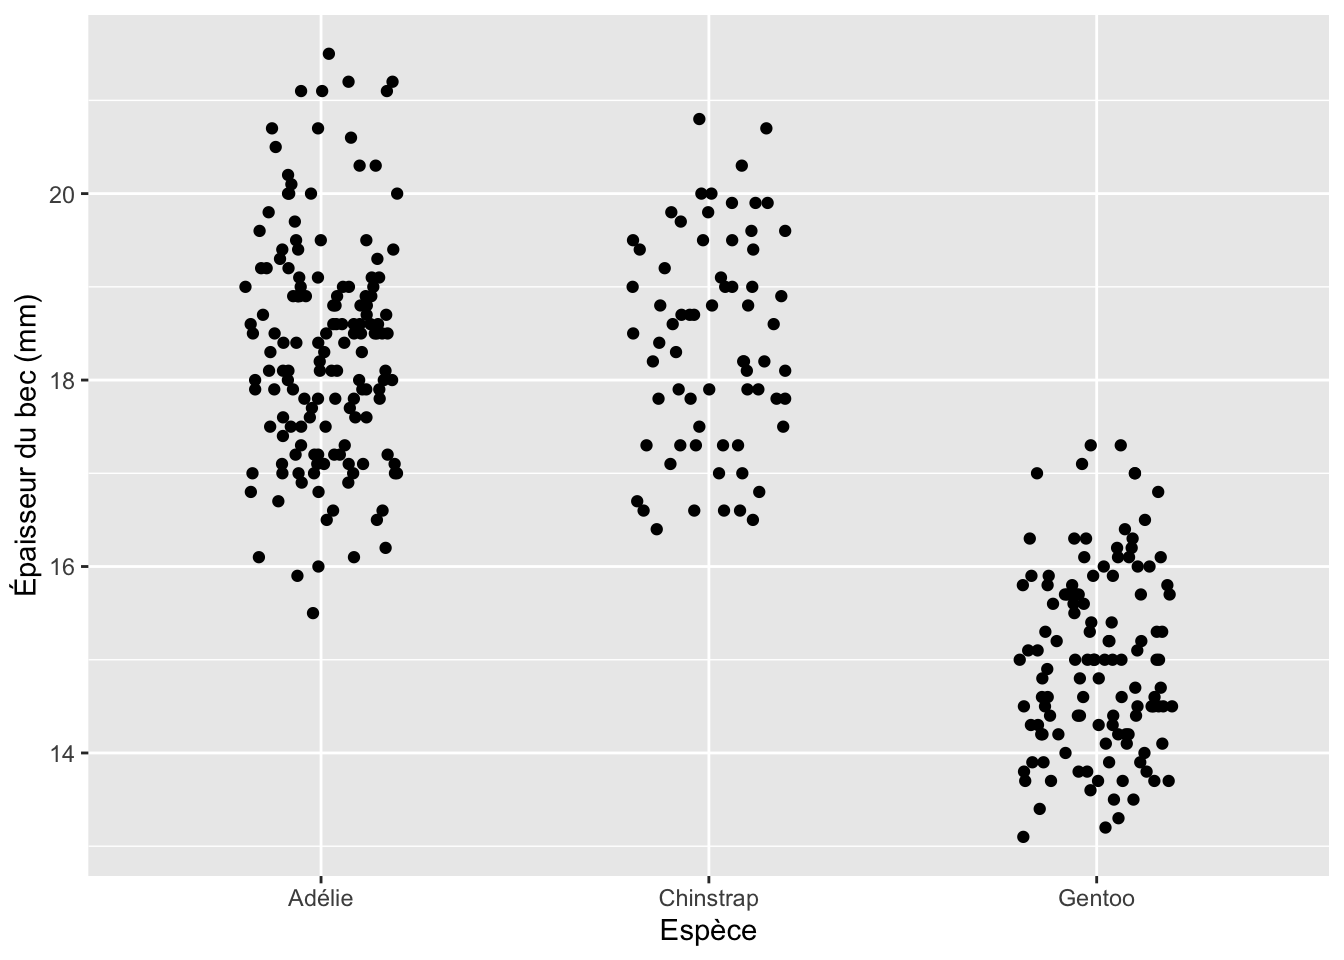 Épaisseur du bec (mm)
20
18
16
14
Adélie
Chinstrap
Gentoo
Espèce